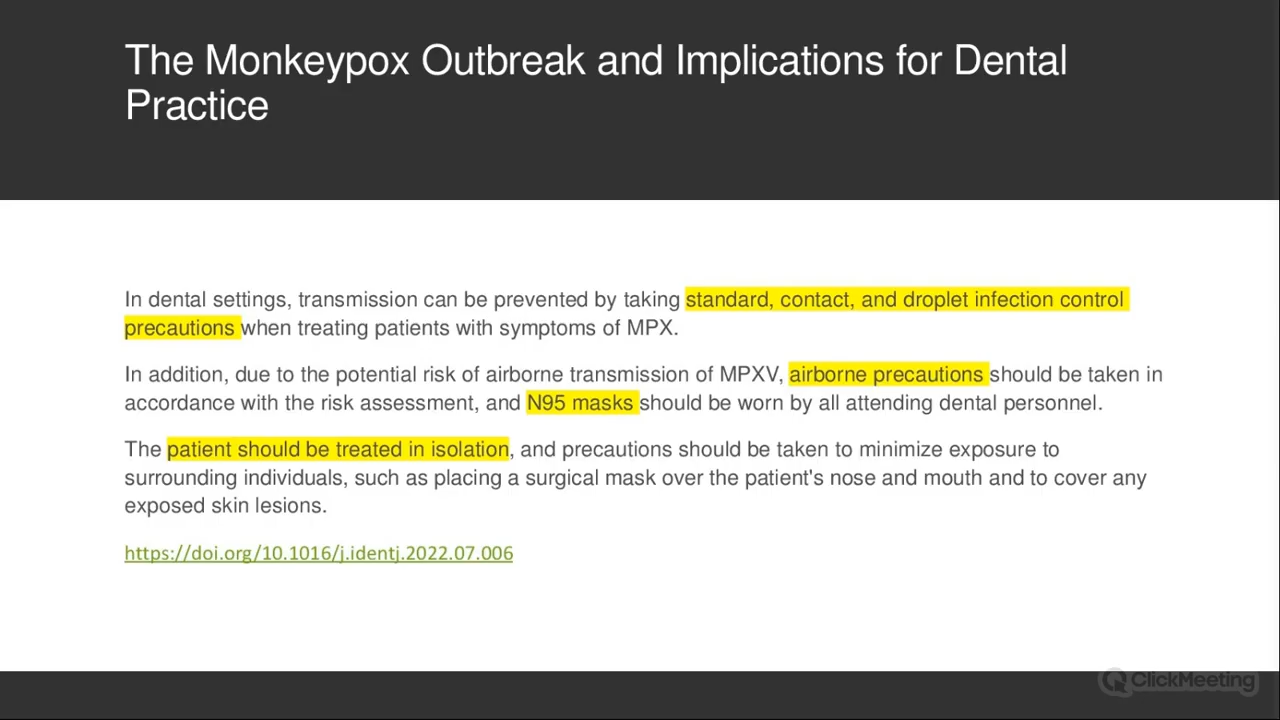 The Monkeypox Outbreak and Implications for Dental
Practice
In dental settings, transmission can be prevented by taking standard, contact, and droplet infection control
precautions when treating patients with symptoms of MPX.
In addition, due to the potential risk of airborne transmission of MPXV, airborne precautions should be taken in
accordance with the risk assessment, and N95 masks should be worn by all attending dental personnel.
The patient should be treated in isolation, and precautions should be taken to minimize exposure to
surrounding individuals, such as placing a surgical mask over the patient's nose and mouth and to cover any
exposed skin lesions.
https://doi.org/10.1016/j.identj.2022.07.006
ClickMeeting